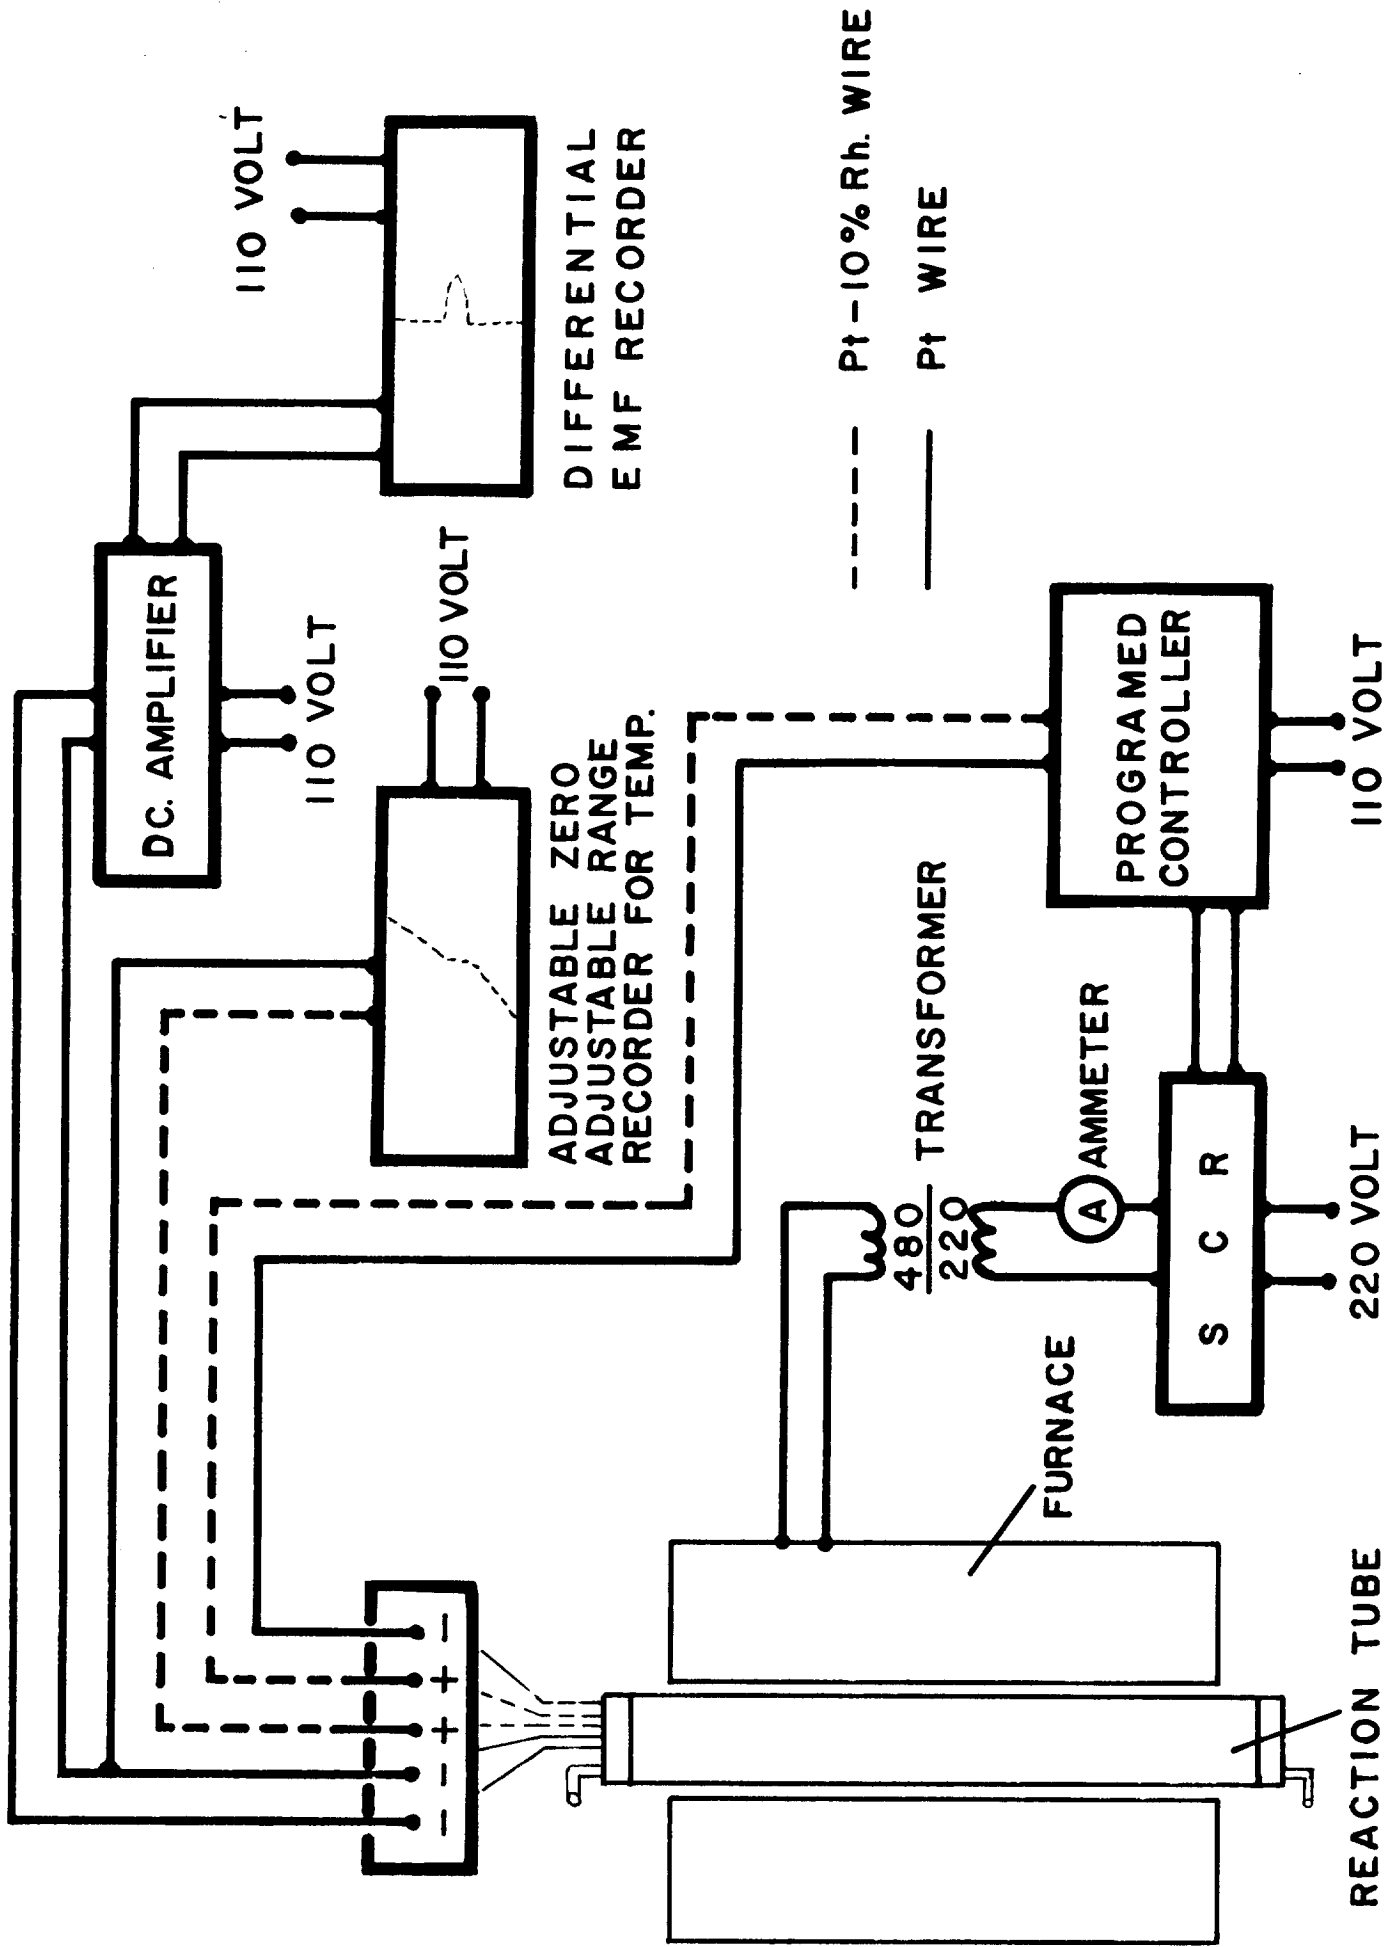 110 VOLT
DC. AMPLIFIER
110 VOLT
DIFFERENTIAL
EMF RECORDER
110 VOLT
ADJUSTABLE ZERO
ADJUSTABLE RANGE
RECORDER FOR TEMP.
Pt-10% Rh. WIRE
Pt WIRE
- - + + -
TRANSFORMER
480
220
A AMMETER
PROGRAMED
CONTROLLER
110 VOLT
S C R
220 VOLT
FURNACE
REACTION TUBE